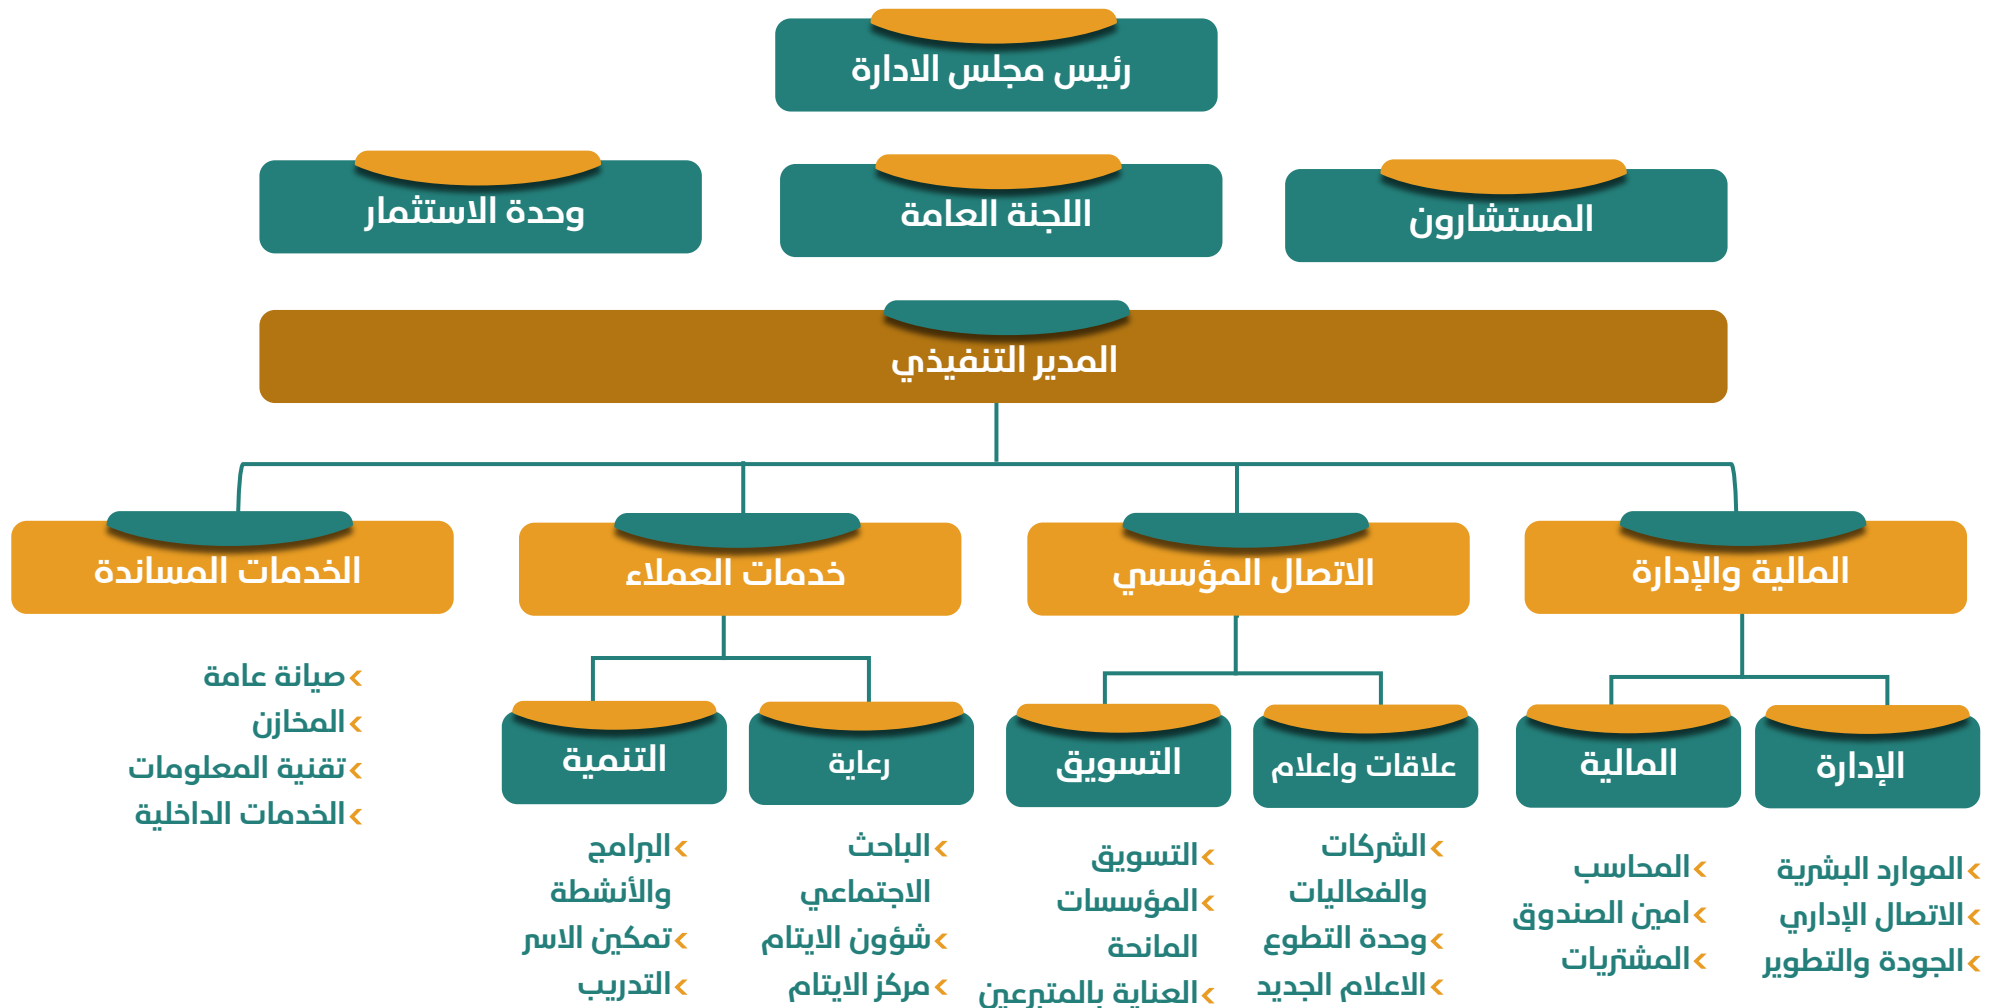 رئيس مجلس الادارة
المستشارون
اللجنة العامة
وحدة الاستثمار
المدير التنفيذي
المالية والإدارة
الاتصال المؤسسي
خدمات العملاء
الخدمات المساندة
الإدارة
الموارد البشرية
الاتصال الإداري
الجودة والتطوير
المالية
المحاسب
امين الصندوق
المشتريات
علاقات واعلام
الشركات
والفعاليات
وحدة التطوع
الاعلام الجديد
التسويق
التسويق
المؤسسات
المانحة
العناية بالمتبرعين
رعاية
الباحث
الاجتماعي
شؤون الايتام
مركز الايتام
التنمية
البرامج
والأنشطة
تمكين الاسر
التدريب
صيانة عامة
المخازن
تقنية المعلومات
الخدمات الداخلية